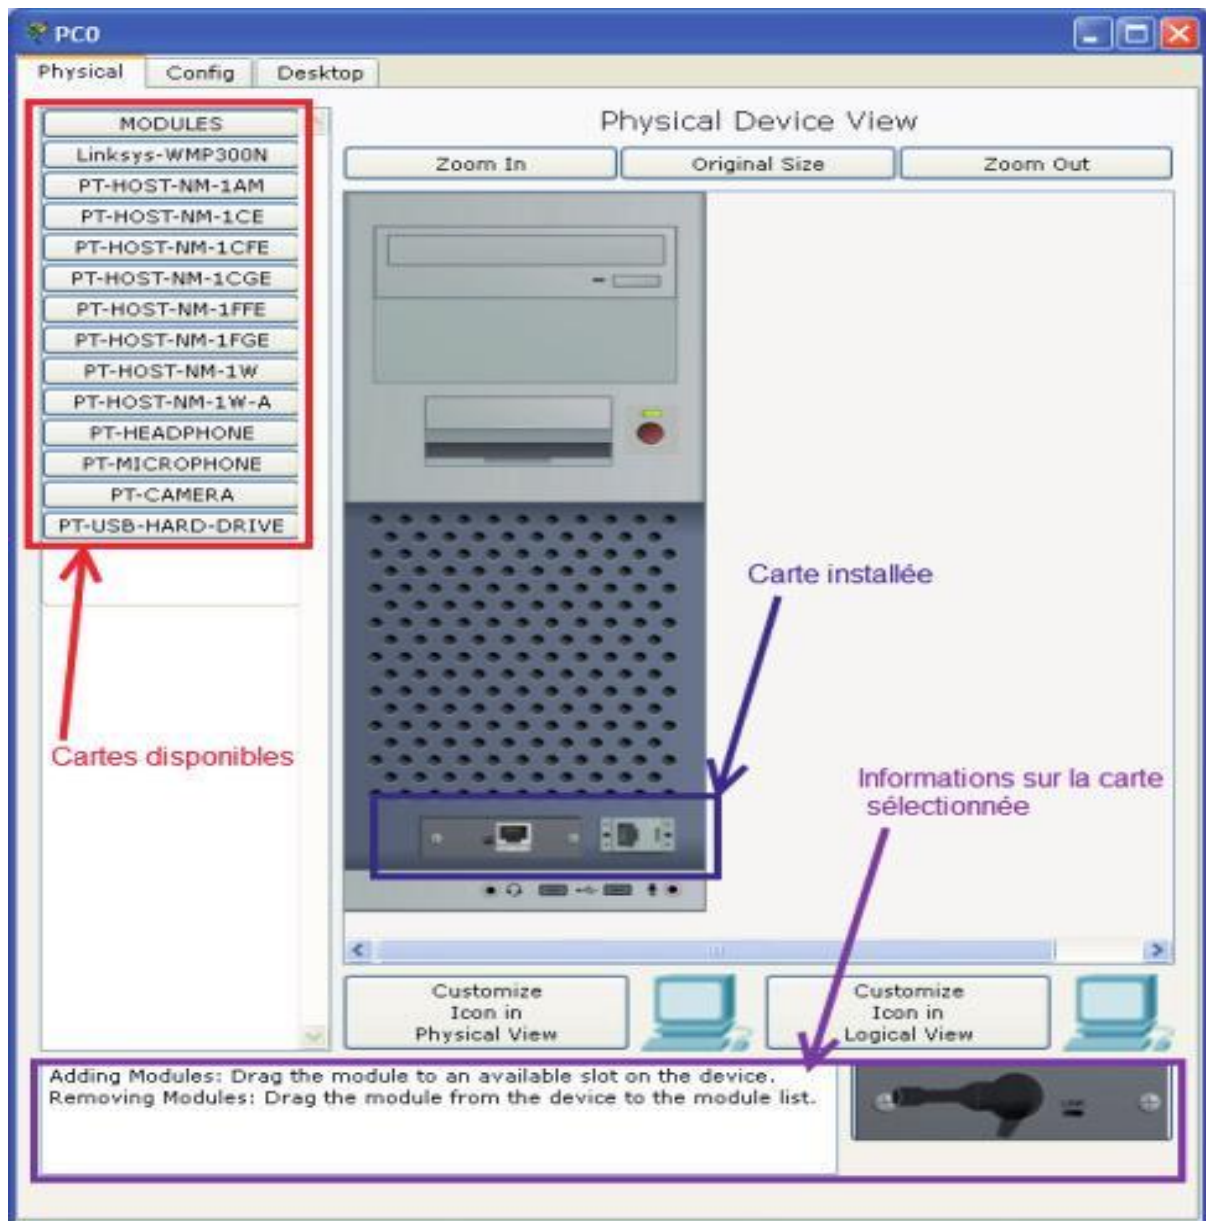 PC0
Physical
Config
Desktop
MODULES
Linksys-WMP300N
PT-HOST-NM-1AM
PT-HOST-NM-1CE
PT-HOST-NM-1CFE
PT-HOST-NM-1CGE
PT-HOST-NM-1FFE
PT-HOST-NM-1FGE
PT-HOST-NM-1W
PT-HOST-NM-1W-A
PT-HEADPHONE
PT-MICROPHONE
PT-CAMERA
PT-USB-HARD-DRIVE
Cartes disponibles
Physical Device View
Zoom In
Original Size
Zoom Out
Carte installée
Informations sur la carte
sélectionnée
Customize
Icon in
Physical View
Customize
Icon in
Logical View
Adding Modules: Drag the module to an available slot on the device.
Removing Modules: Drag the module from the device to the module list.